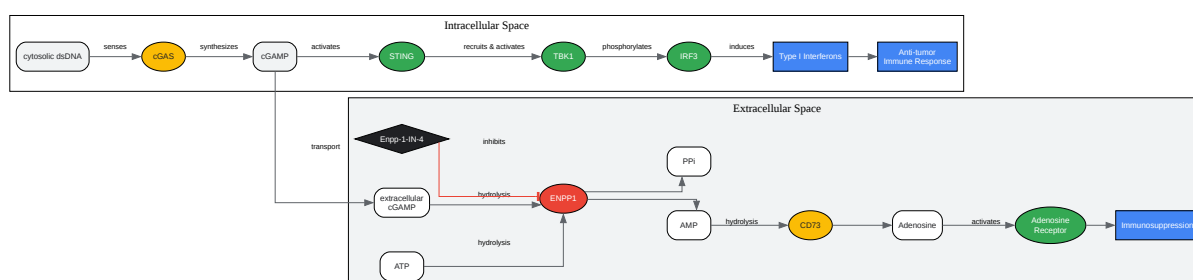 Intracellular Space
cytosolic dsDNA
senses
cGAS
synthesizes
cGAMP
activates
STING
recruits & activates
TBK1
phosphorylates
IRF3
induces
Type I Interferons
Anti-tumor
Immune Response
Extracellular Space
Enpp-1-IN-4
inhibits
transport
extracellular
cGAMP
hydrolysis
ENPP1
PPi
AMP
hydrolysis
CD73
Adenosine
activates
Adenosine
Receptor
Immunosuppression
hydrolysis
ATP